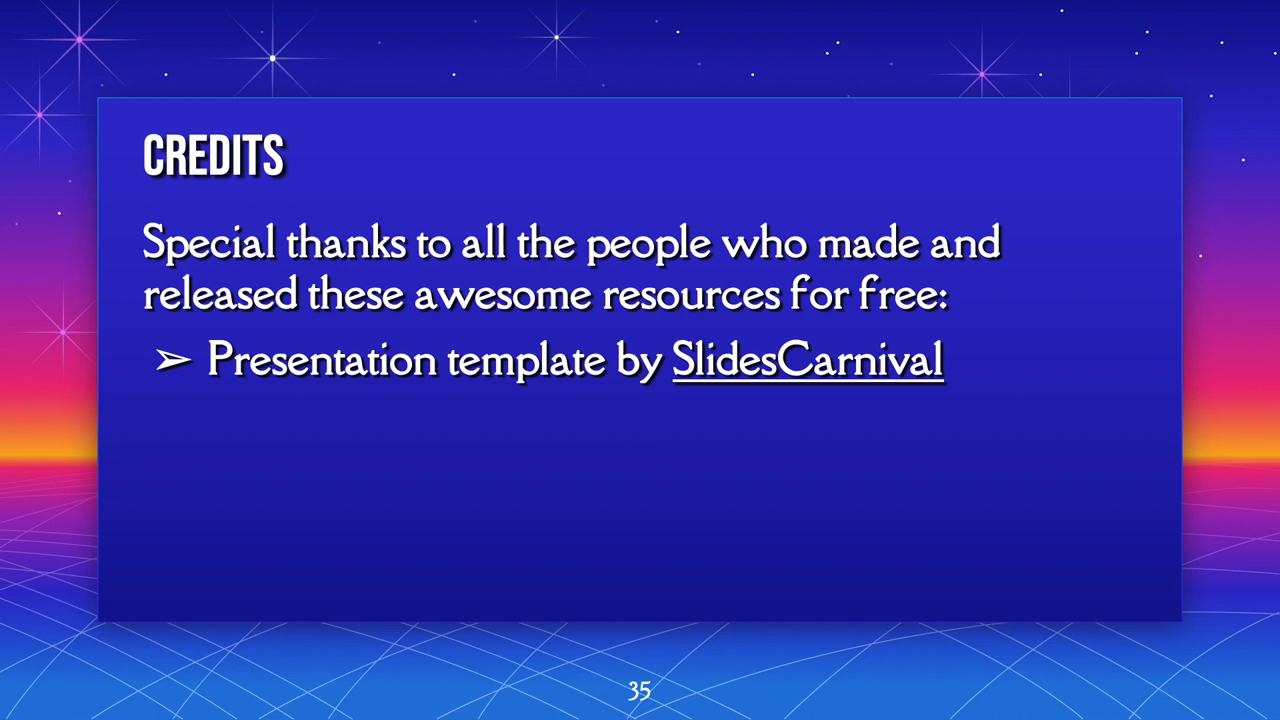 CREDITS
Special thanks to all the people who made and
released these awesome resources for free:
➢ Presentation template by SlidesCarnival
35